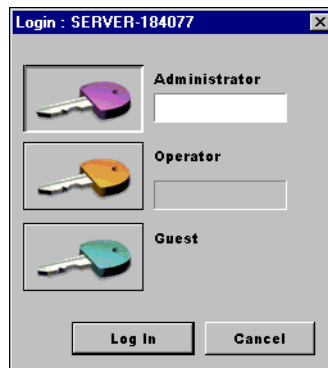 Login : SERVER-184077
Administrator
Operator
Guest
Log In
Cancel